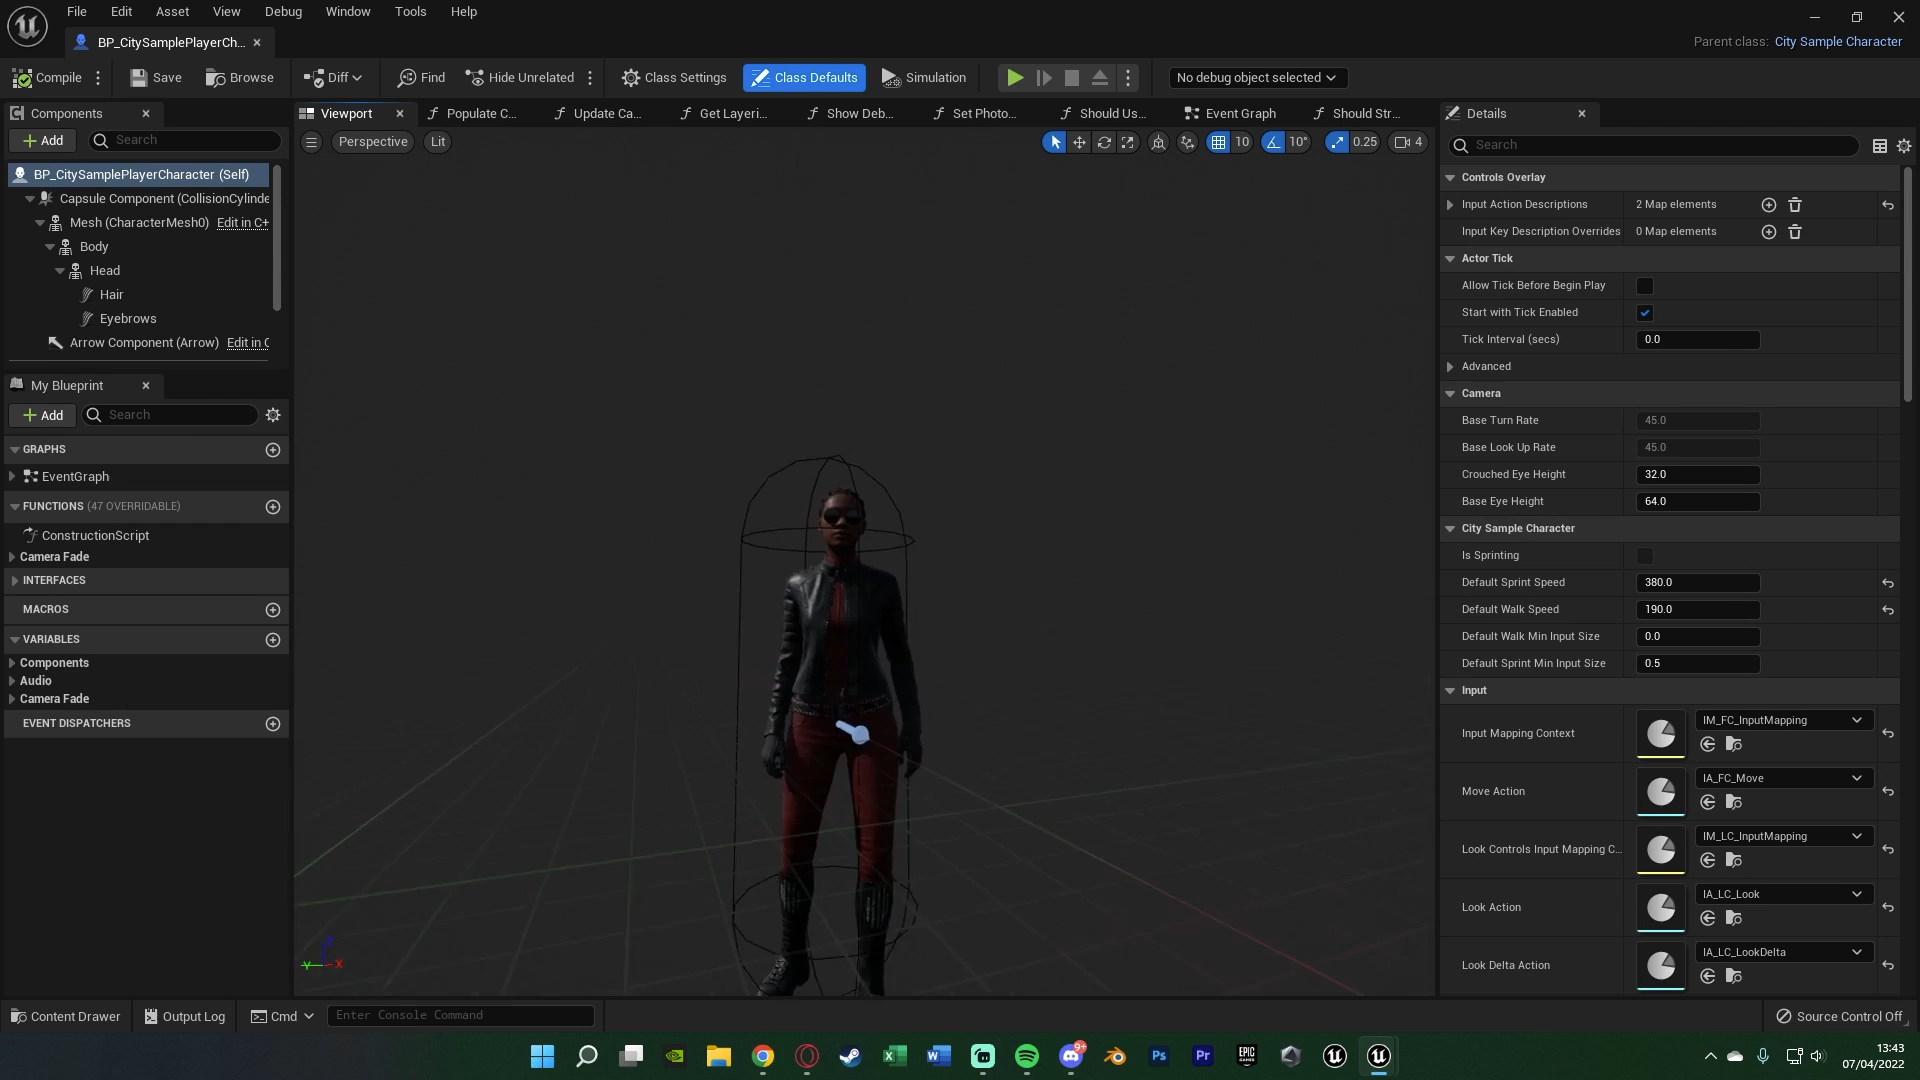 File Edit Asset View Debug Window Tools Help
BP_CitySamplePlayerCh...
Parent class: City Sample Character
Compile Save Browse Diff Find Hide Unrelated Class Settings Class Defaults Simulation No debug object selected
Components
Add Search
BP_CitySamplePlayerCharacter (Self)
Capsule Component (CollisionCylinde
Mesh (CharacterMesh0) Edit in C+
Body
Head
Hair
Eyebrows
Arrow Component (Arrow) Edit in C
My Blueprint
Add Search
GRAPHS
EventGraph
FUNCTIONS (47 OVERRIDABLE)
ConstructionScript
Camera Fade
INTERFACES
MACROS
VARIABLES
Components
Audio
Camera Fade
EVENT DISPATCHERS
Viewport Populate C... Update Ca... Get Layeri... Show Deb... Set Photo... Should Us... Event Graph Should Str...
Perspective Lit 10 10° 0.25 4
Z
Y X
Details
Search
Controls Overlay
Input Action Descriptions 2 Map elements
Input Key Description Overrides 0 Map elements
Actor Tick
Allow Tick Before Begin Play
Start with Tick Enabled
Tick Interval (secs) 0.0
Advanced
Camera
Base Turn Rate 45.0
Base Look Up Rate 45.0
Crouched Eye Height 32.0
Base Eye Height 64.0
City Sample Character
Is Sprinting
Default Sprint Speed 380.0
Default Walk Speed 190.0
Default Walk Min Input Size 0.0
Default Sprint Min Input Size 0.5
Input
Input Mapping Context IM_FC_InputMapping
Move Action IA_FC_Move
Look Controls Input Mapping C... IM_LC_InputMapping
Look Action IA_LC_Look
Look Delta Action IA_LC_LookDelta
Content Drawer Output Log Cmd Enter Console Command Source Control Off
9+
Ps Pr EPIC GAMES
13:43
07/04/2022